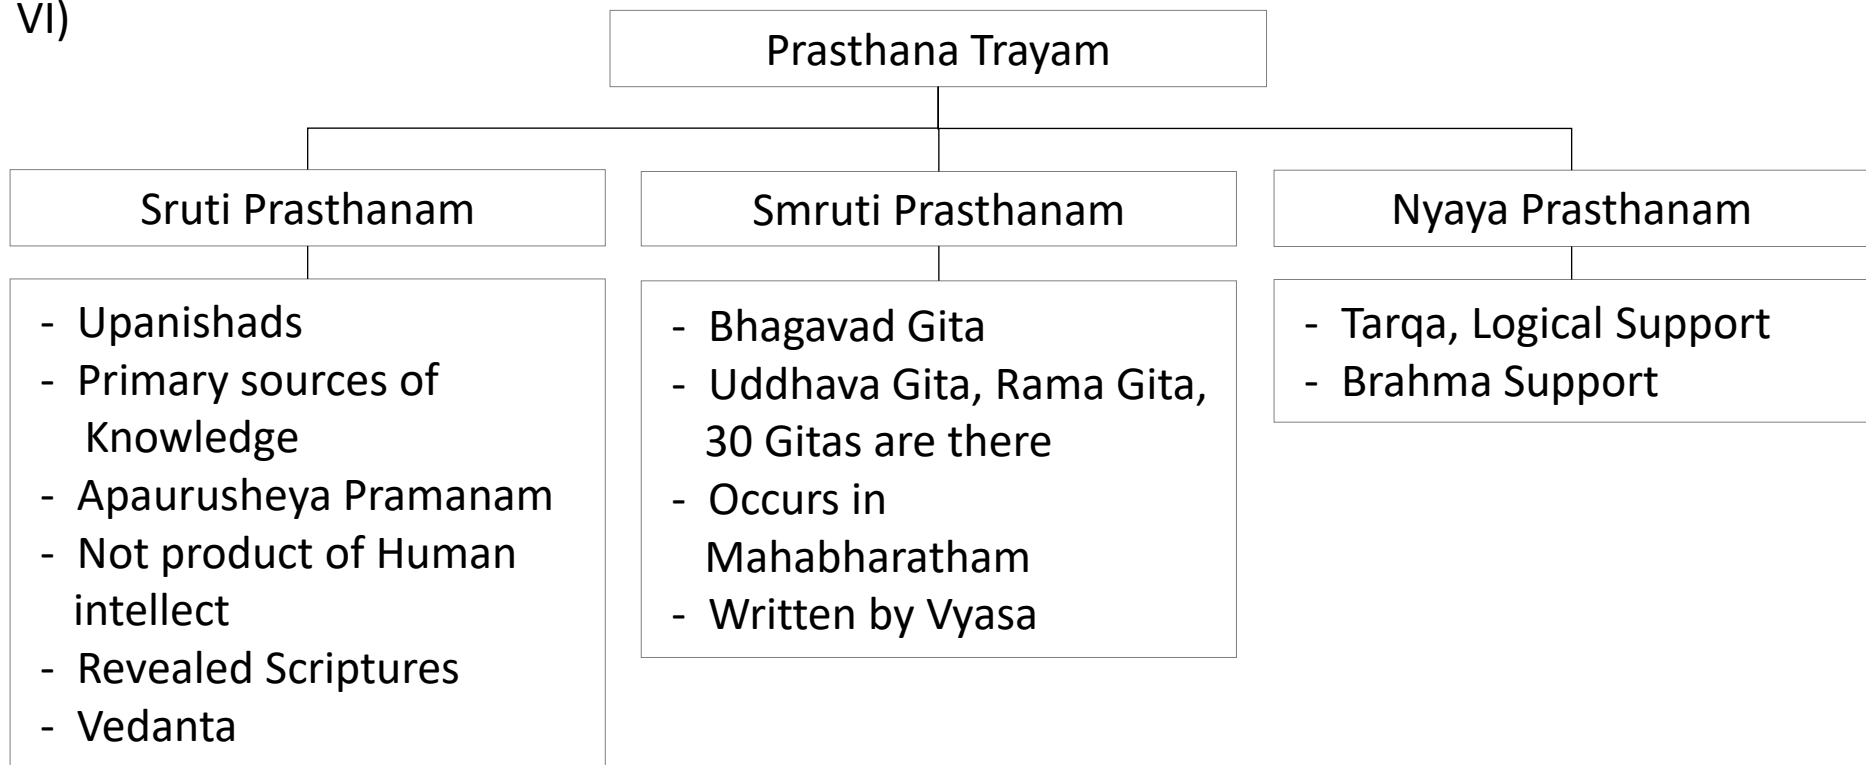 VI)
Prasthana Trayam
Sruti Prasthanam
Smruti Prasthanam
Nyaya Prasthanam
- Upanishads
- Primary sources of
Knowledge
- Apaurusheya Pramanam
- Not product of Human
intellect
- Revealed Scriptures
- Vedanta
- Bhagavad Gita
- Uddhava Gita, Rama Gita,
30 Gitas are there
- Occurs in
Mahabharatham
- Written by Vyasa
- Tarqa, Logical Support
- Brahma Support